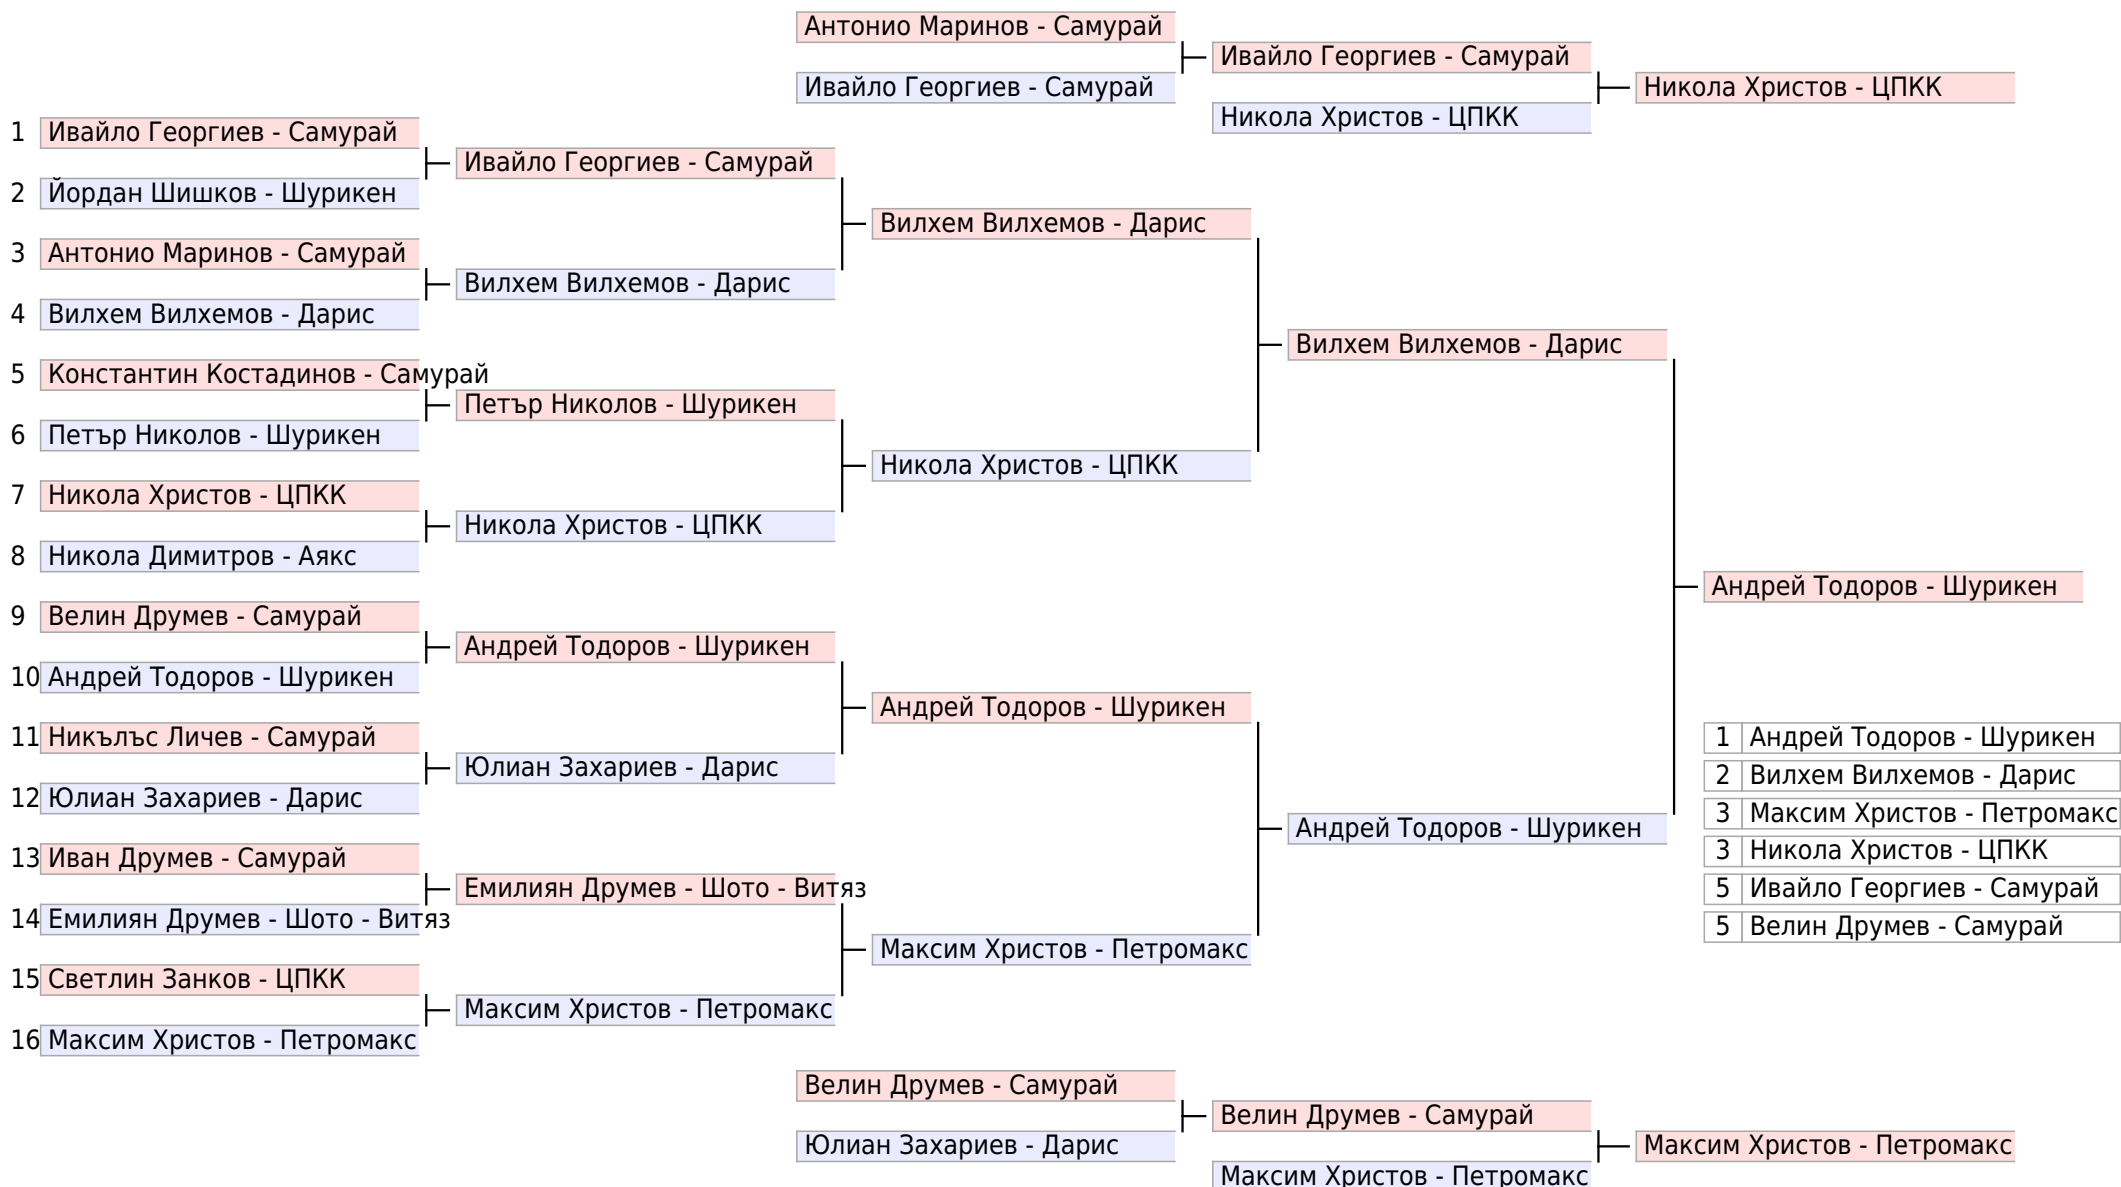 Антонио Маринов - Самурай
Ивайло Георгиев - Самурай
Ивайло Георгиев - Самурай
Никола Христов - ЦПКК
Никола Христов - ЦПКК
1 Ивайло Георгиев - Самурай
2 Йордан Шишков - Шурикен
3 Антонио Маринов - Самурай
4 Вилхем Вилхемов - Дарис
5 Константин Костадинов - Самурай
6 Петър Николов - Шурикен
7 Никола Христов - ЦПКК
8 Никола Димитров - Аякс
9 Велин Друмев - Самурай
10 Андрей Тодоров - Шурикен
11 Никълъс Личев - Самурай
12 Юлиан Захариев - Дарис
13 Иван Друмев - Самурай
14 Емилиян Друмев - Шото - Витяз
15 Светлин Занков - ЦПКК
16 Максим Христов - Петромакс
Ивайло Георгиев - Самурай
Вилхем Вилхемов - Дарис
Петър Николов - Шурикен
Никола Христов - ЦПКК
Андрей Тодоров - Шурикен
Юлиан Захариев - Дарис
Емилиян Друмев - Шото - Витяз
Максим Христов - Петромакс
Вилхем Вилхемов - Дарис
Никола Христов - ЦПКК
Андрей Тодоров - Шурикен
Максим Христов - Петромакс
Вилхем Вилхемов - Дарис
Андрей Тодоров - Шурикен
Андрей Тодоров - Шурикен
1 Андрей Тодоров - Шурикен
2 Вилхем Вилхемов - Дарис
3 Максим Христов - Петромакс
3 Никола Христов - ЦПКК
5 Ивайло Георгиев - Самурай
5 Велин Друмев - Самурай
Велин Друмев - Самурай
Юлиан Захариев - Дарис
Велин Друмев - Самурай
Максим Христов - Петромакс
Максим Христов - Петромакс